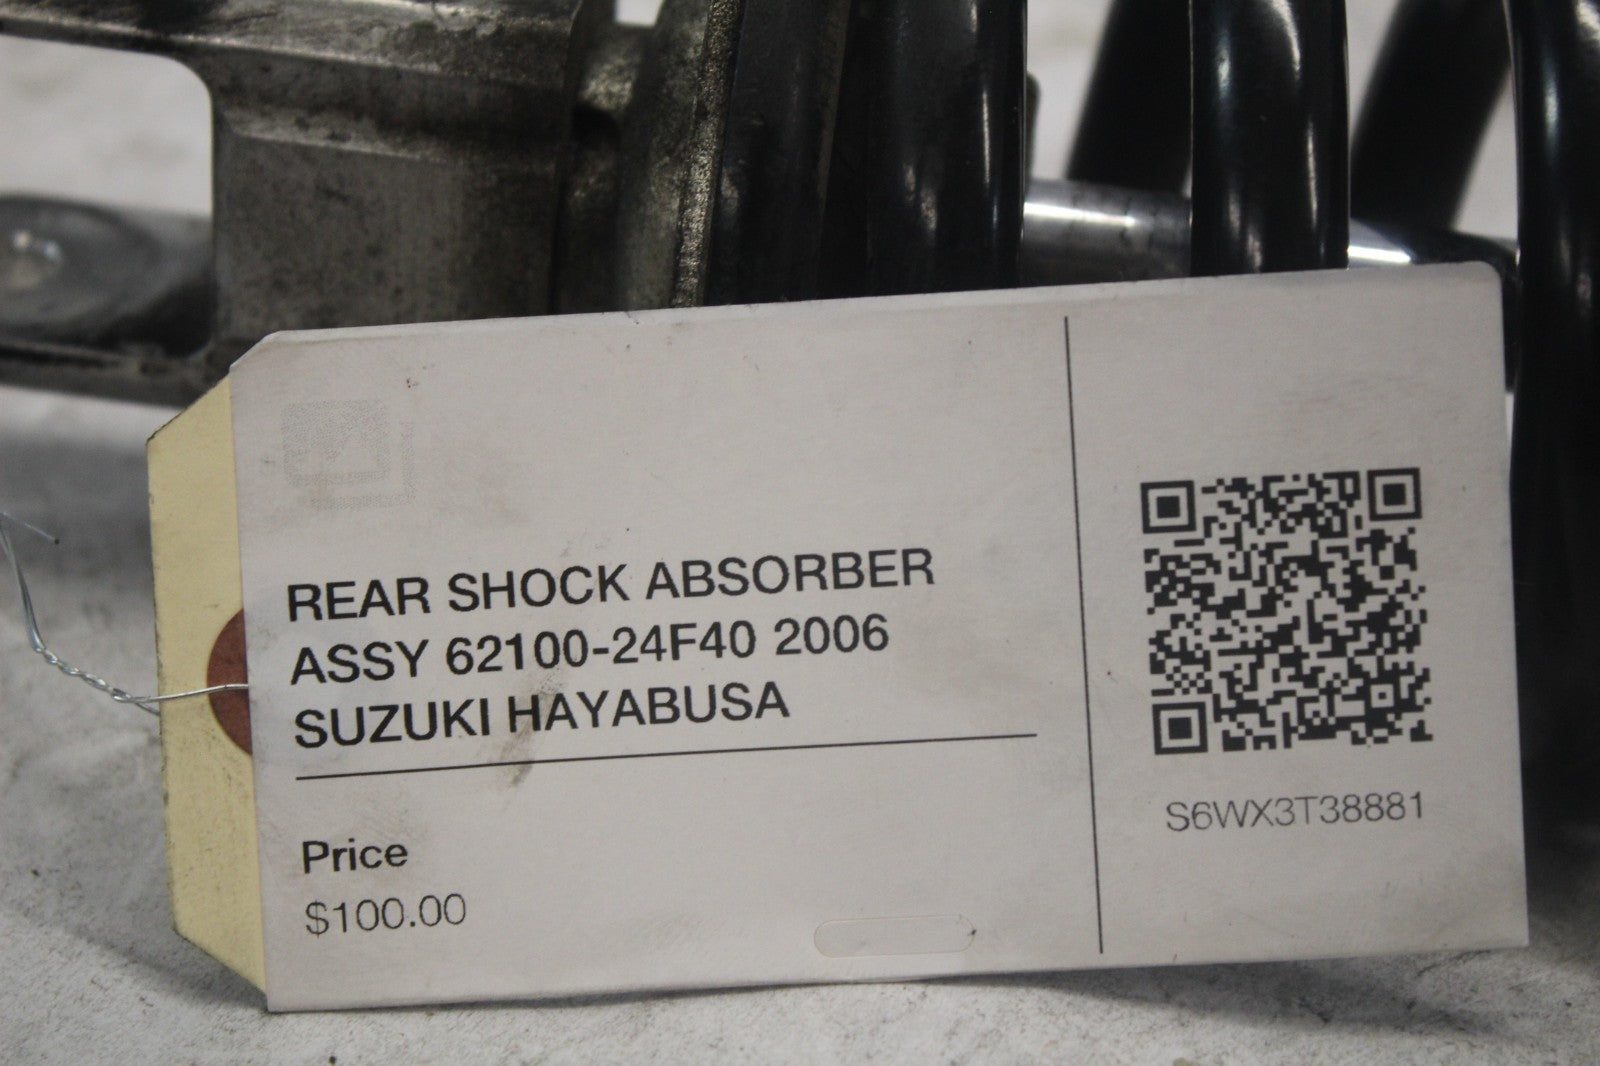 REAR SHOCK ABSORBER
ASSY 62100-24F40 2006
SUZUKI HAYABUSA
Price
$100.00
S6WX3T38881